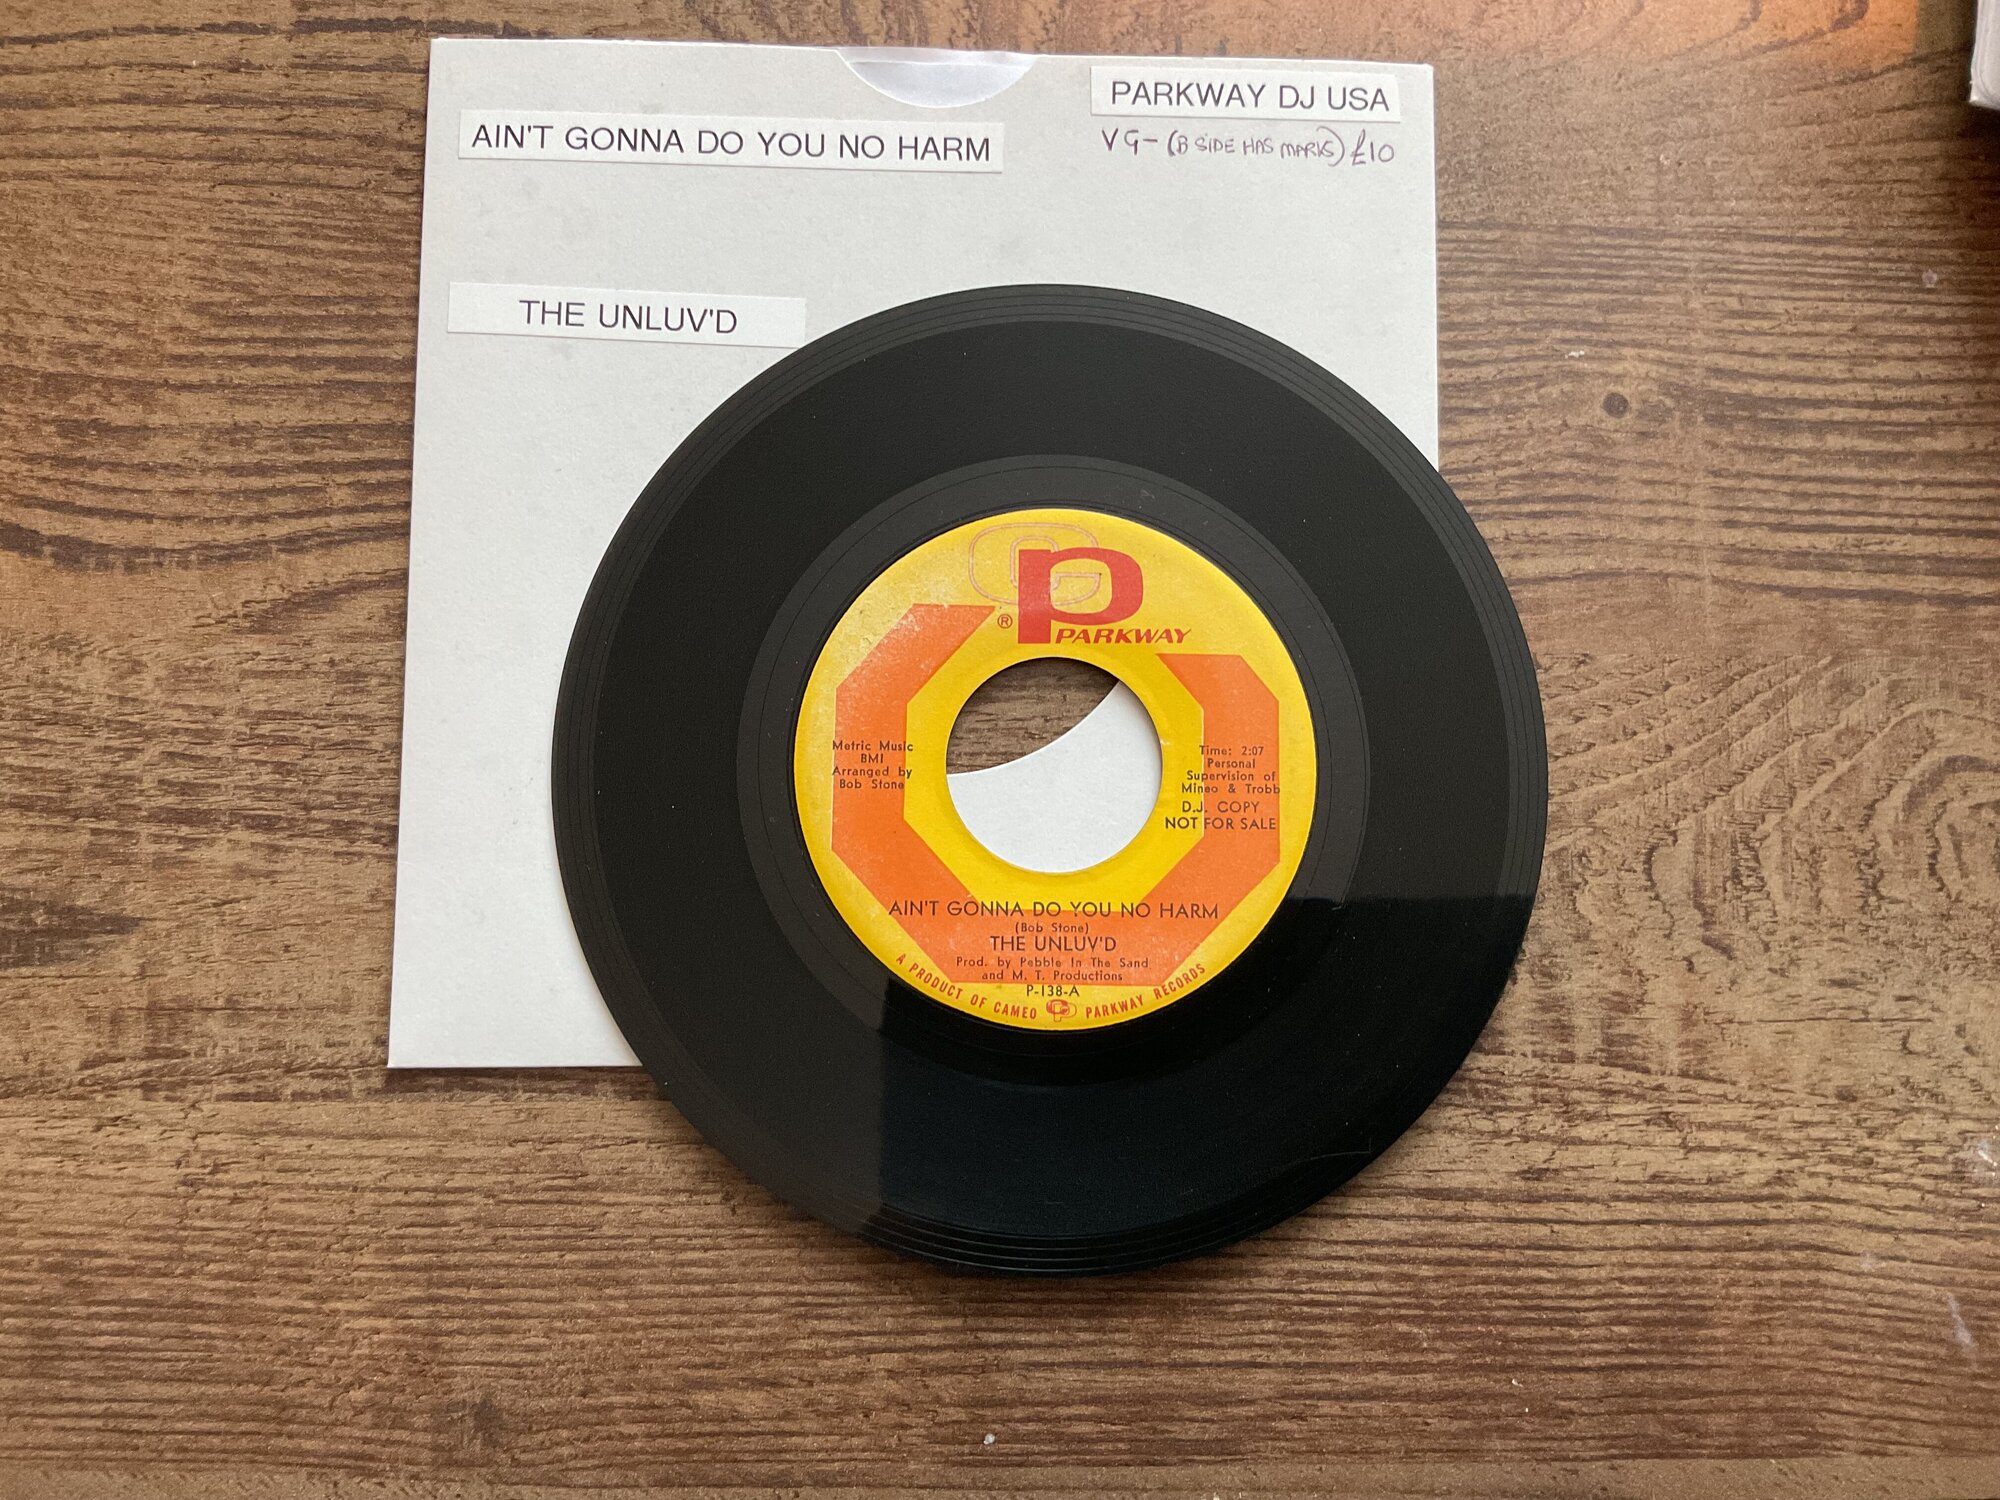 PARKWAY DJ USA
AIN'T GONNA DO YOU NO HARM
VG- (B SIDE HAS MARKS) £10
THE UNLUV'D
CP
® PARKWAY
Metric Music
BMI
Arranged by
Bob Stone
Time: 2:07
Personal
Supervision of
Mineo & Trobb
D.J. COPY
NOT FOR SALE
AIN'T GONNA DO YOU NO HARM
(Bob Stone)
THE UNLUV'D
Prod. by Pebble In The Sand
and M. T. Productions
P-138-A
A PRODUCT OF CAMEO CP PARKWAY RECORDS